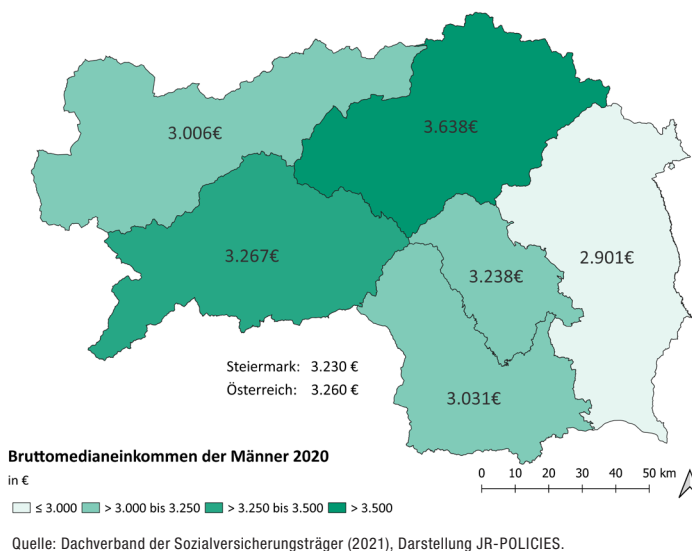 3.006€
3.638€
3.267€
3.238€
2.901€
3.031€
Steiermark: 3.230 €
Österreich: 3.260 €
Bruttomedianeinkommen der Männer 2020
in €
≤ 3.000 > 3.000 bis 3.250 > 3.250 bis 3.500 > 3.500
0 10 20 30 40 50 km
Quelle: Dachverband der Sozialversicherungsträger (2021), Darstellung JR-POLICIES.